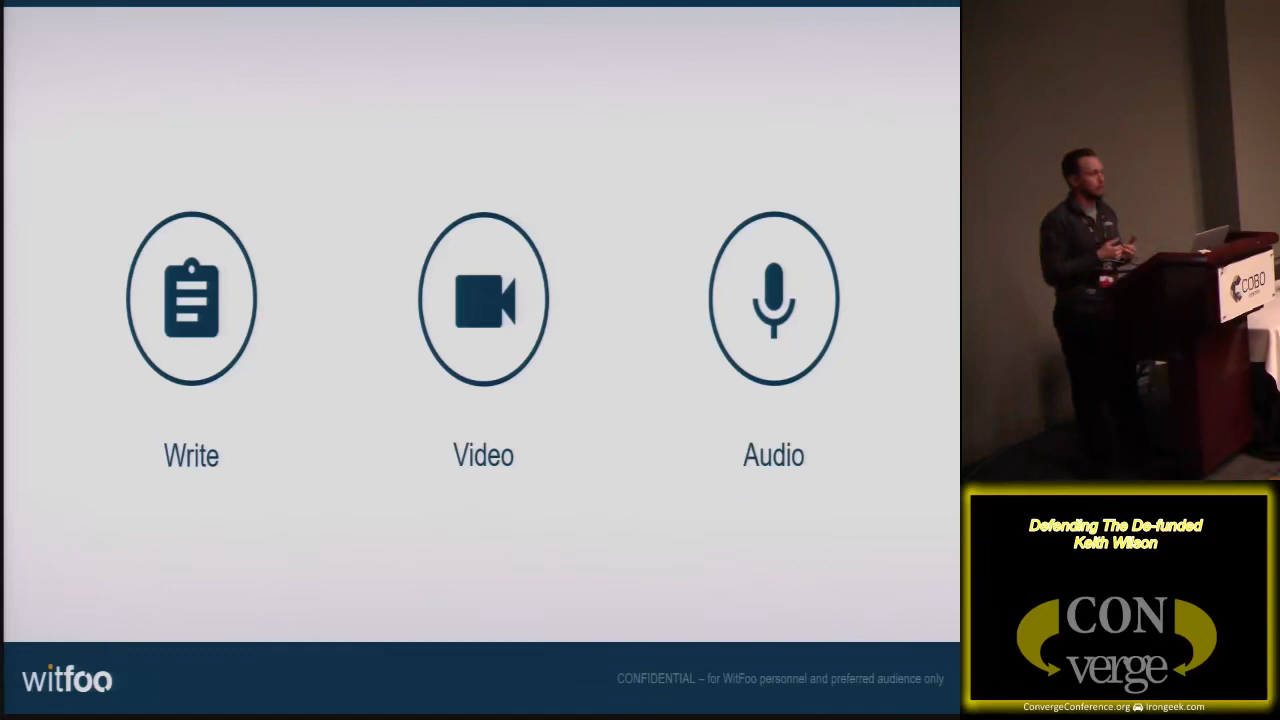 Write
Video
Audio
witfoo
CONFIDENTIAL – for WitFoo personnel and preferred audience only
COBO
Defending The De-funded
Keith Wilson
CON
verge
ConvergeConference.org Irongeek.com